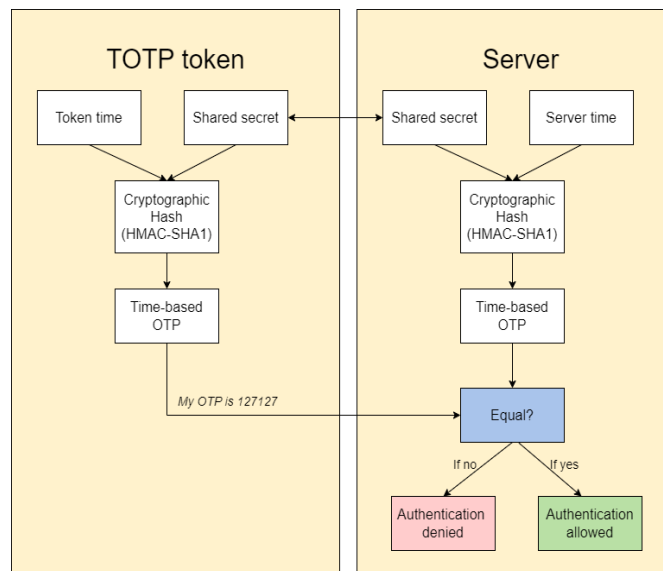 TOTP token
Token time
Shared secret
Cryptographic
Hash
(HMAC-SHA1)
Time-based
OTP
My OTP is 127127
Server
Shared secret
Server time
Cryptographic
Hash
(HMAC-SHA1)
Time-based
OTP
Equal?
If no
If yes
Authentication
denied
Authentication
allowed